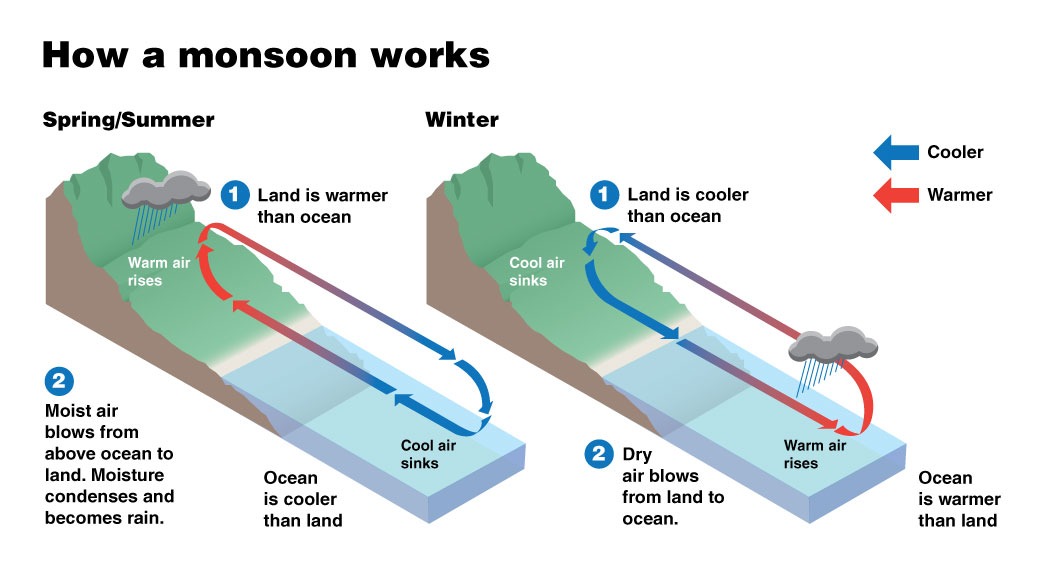 How a monsoon works
Spring/Summer
1
Land is warmer
than ocean
Warm air
rises
2
Moist air
blows from
above ocean to
land. Moisture
condenses and
becomes rain.
Cool air
sinks
Ocean
is cooler
than land
Winter
1
Land is cooler
than ocean
Cool air
sinks
2
Dry
air blows
from land to
ocean.
Warm air
rises
Ocean
is warmer
than land
Cooler
Warmer